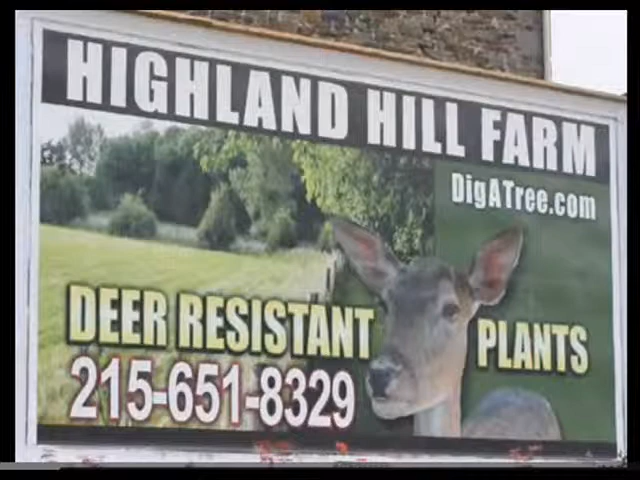 HIGHLAND HILL FARM
DigATree.com
DEER RESISTANT PLANTS
215-651-8329